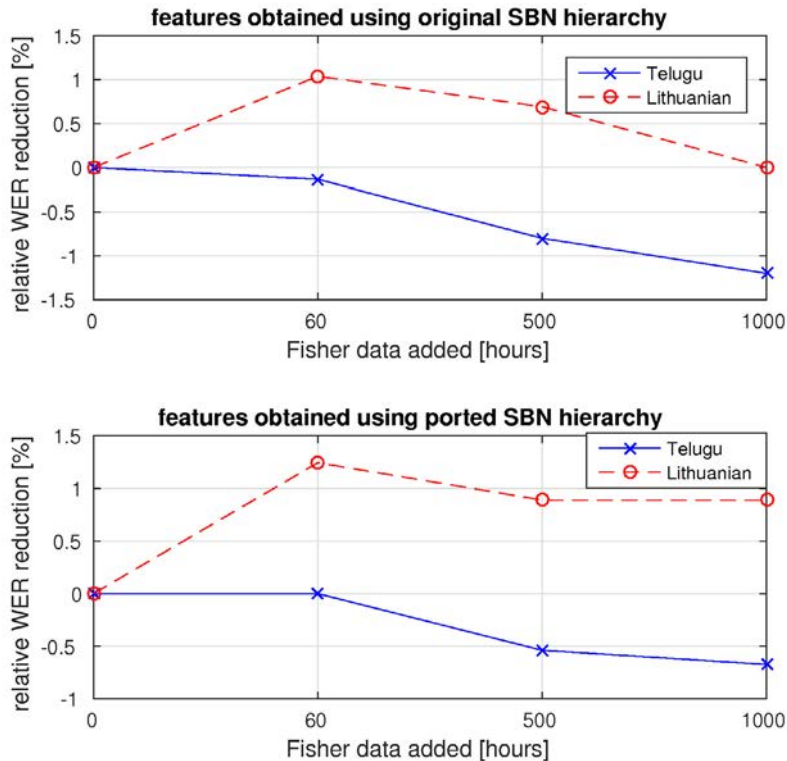 features obtained using original SBN hierarchy
relative WER reduction [%]
1.5
1
0.5
0
-0.5
-1
-1.5
Telugu
Lithuanian
0
60
500
1000
Fisher data added [hours]
features obtained using ported SBN hierarchy
relative WER reduction [%]
1.5
1
0.5
0
-0.5
-1
Telugu
Lithuanian
0
60
500
1000
Fisher data added [hours]